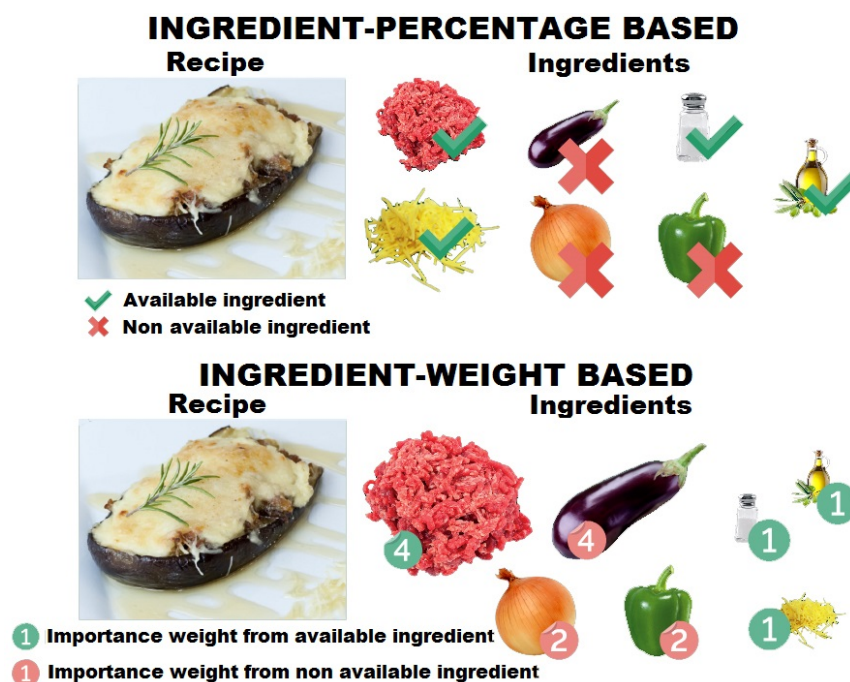 INGREDIENT-PERCENTAGE BASED
Recipe
Ingredients
Available ingredient
Non available ingredient
INGREDIENT-WEIGHT BASED
Recipe
Ingredients
4
4
1
1
2
2
1
1 Importance weight from available ingredient
1 Importance weight from non available ingredient